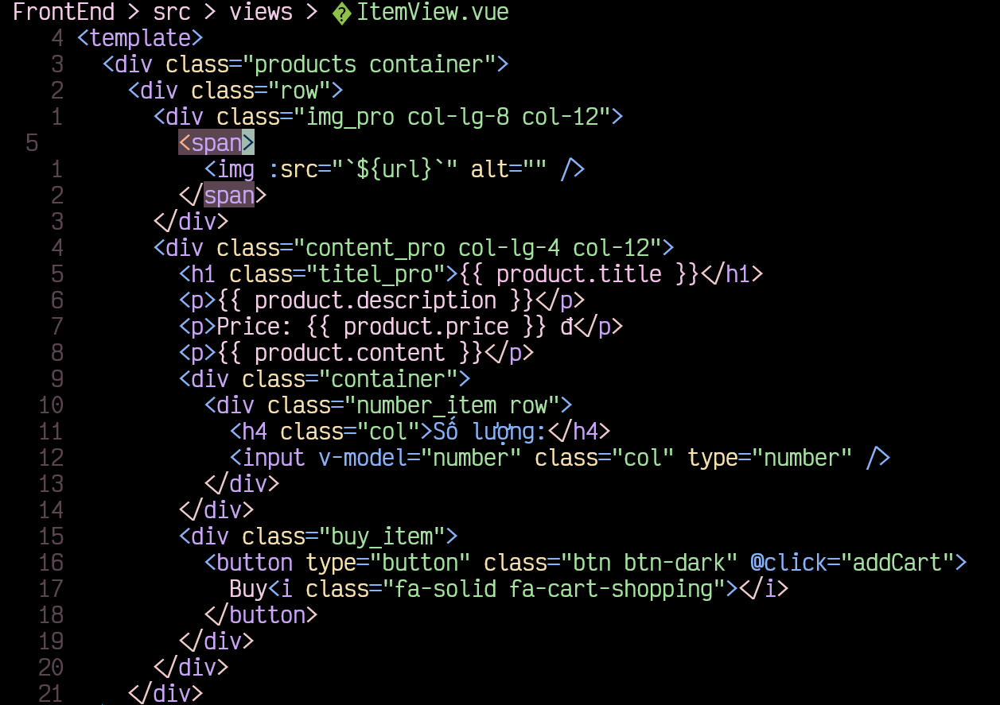 FrontEnd > src > views > ItemView.vue
4 <template>
3 <div class="products container">
2 <div class="row">
1 <div class="img_pro col-lg-8 col-12">
5 <span>
1 <img :src="`${url}`" alt="" />
2 </span>
3 </div>
4 <div class="content_pro col-lg-4 col-12">
5 <h1 class="titel_pro">{{ product.title }}</h1>
6 <p>{{ product.description }}</p>
7 <p>Price: {{ product.price }} đ</p>
8 <p>{{ product.content }}</p>
9 <div class="container">
10 <div class="number_item row">
11 <h4 class="col">Số lượng:</h4>
12 <input v-model="number" class="col" type="number" />
13 </div>
14 </div>
15 <div class="buy_item">
16 <button type="button" class="btn btn-dark" @click="addCart">
17 Buy<i class="fa-solid fa-cart-shopping"></i>
18 </button>
19 </div>
20 </div>
21 </div>